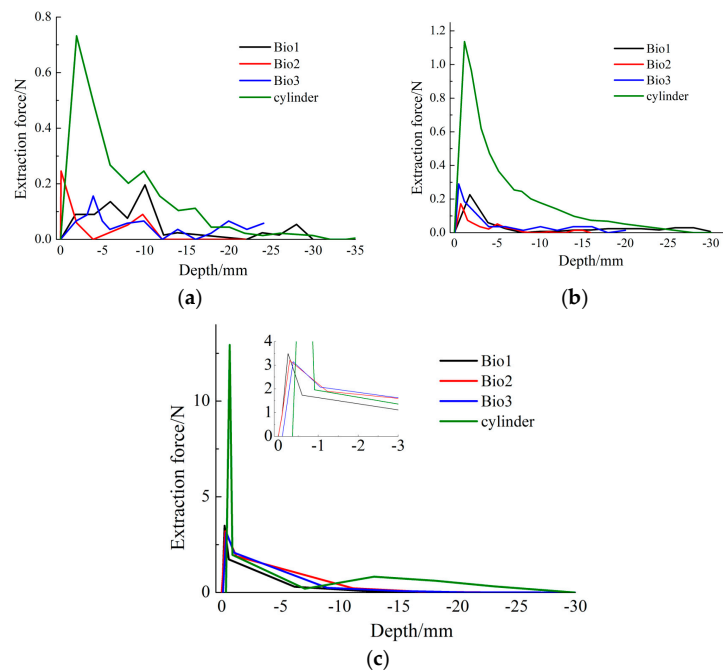 0.8
0.6
0.4
0.2
0.0
Extraction force/N
Bio1
Bio2
Bio3
cylinder
0 -5 -10 -15 -20 -25 -30 -35
Depth/mm
(a)
1.2
1.0
0.8
0.6
0.4
0.2
0.0
Extraction force/N
Bio1
Bio2
Bio3
cylinder
0 -5 -10 -15 -20 -25 -30
Depth/mm
(b)
10
5
0
Extraction force/N
4
3
2
1
0
0 -1 -2 -3
Bio1
Bio2
Bio3
cylinder
0 -5 -10 -15 -20 -25 -30
Depth/mm
(c)